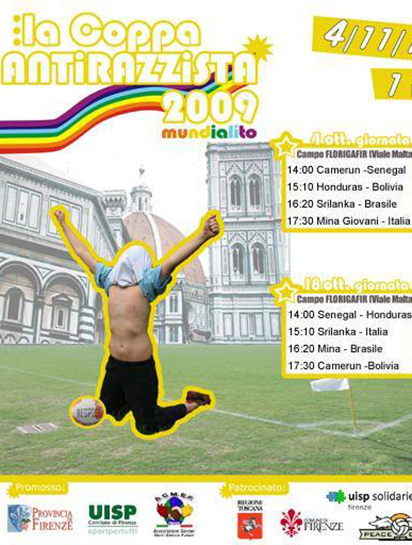 la Coppa
ANTiRAZZiSTA
2009
mundialito
4/11/
1
4 ott. giornata
Campo FLORIGAFIR (Viale Malta
14:00 Camerun -Senegal
15:10 Honduras - Bolivia
16:20 Srilanka - Brasile
17:30 Mina Giovani - Italia
18 ott. giornata
Campo FLORIGAFIR (Viale Malta
14:00 Senegal - Honduras
15:10 Srilanka - Italia
16:20 Mina - Brasile
17:30 Camerun -Bolivia
Promosso:
Patrocinato:
PROVINCIA
FIRENZE
UISP
Comitato di Firenze
sportpertutti
A.G.M.E.F.
REGIONE
TOSCANA
COMUNE DI
FIRENZE
uisp solidarie
firenze
PEACE